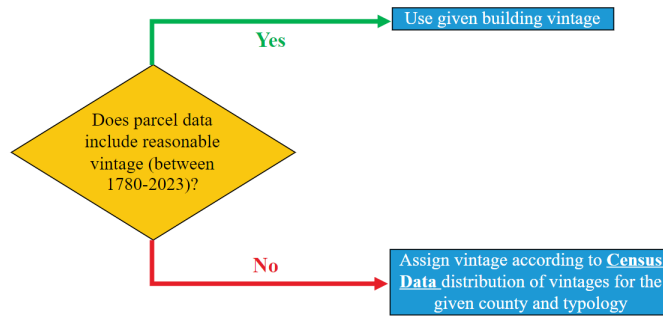 Use given building vintage
Yes
Does parcel data
include reasonable
vintage (between
1780-2023)?
No
Assign vintage according to Census
Data distribution of vintages for the
given county and typology